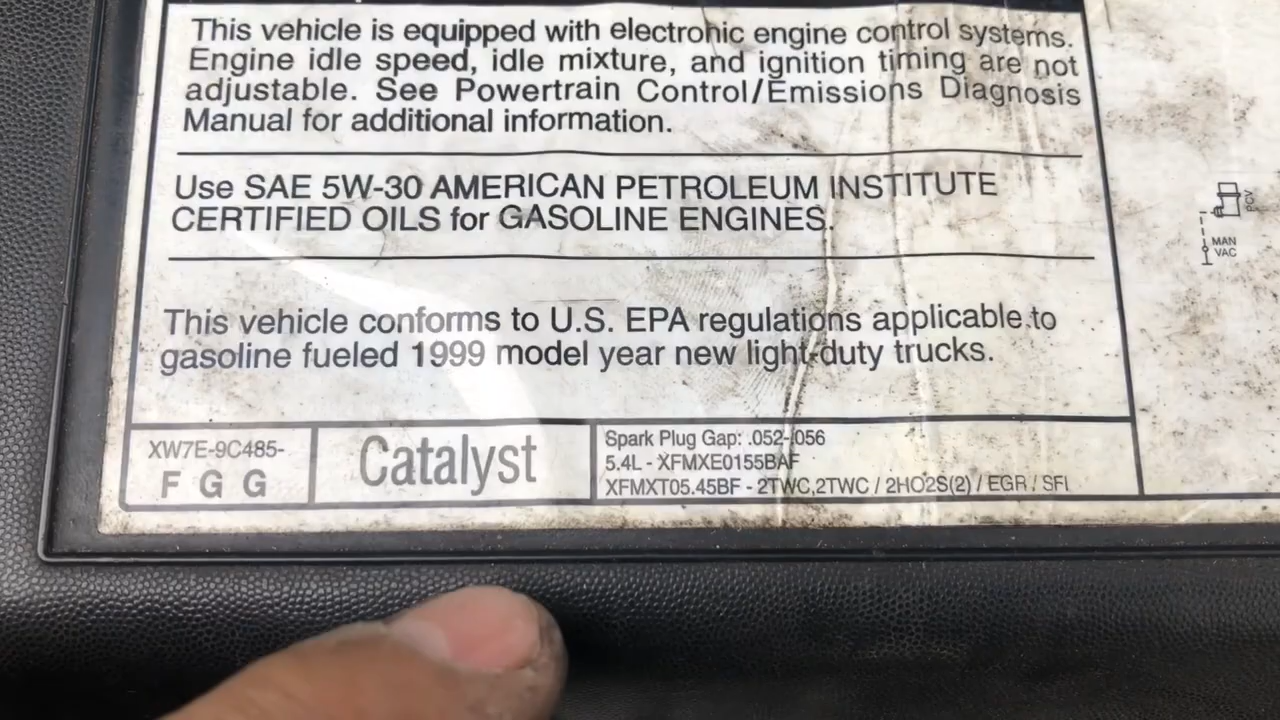 This vehicle is equipped with electronic engine control systems.
Engine idle speed, idle mixture, and ignition timing are not
adjustable. See Powertrain Control/Emissions Diagnosis
Manual for additional information.
Use SAE 5W-30 AMERICAN PETROLEUM INSTITUTE
CERTIFIED OILS for GASOLINE ENGINES.
This vehicle conforms to U.S. EPA regulations applicable to
gasoline fueled 1999 model year new light-duty trucks.
XW7E-9C485-
F G G
Catalyst
Spark Plug Gap: .052-.056
5.4L - XFMXE0155BAF
XFMXT05.45BF - 2TWC,2TWC / 2HO2S(2) / EGR / SFI
PCV
MAN
VAC